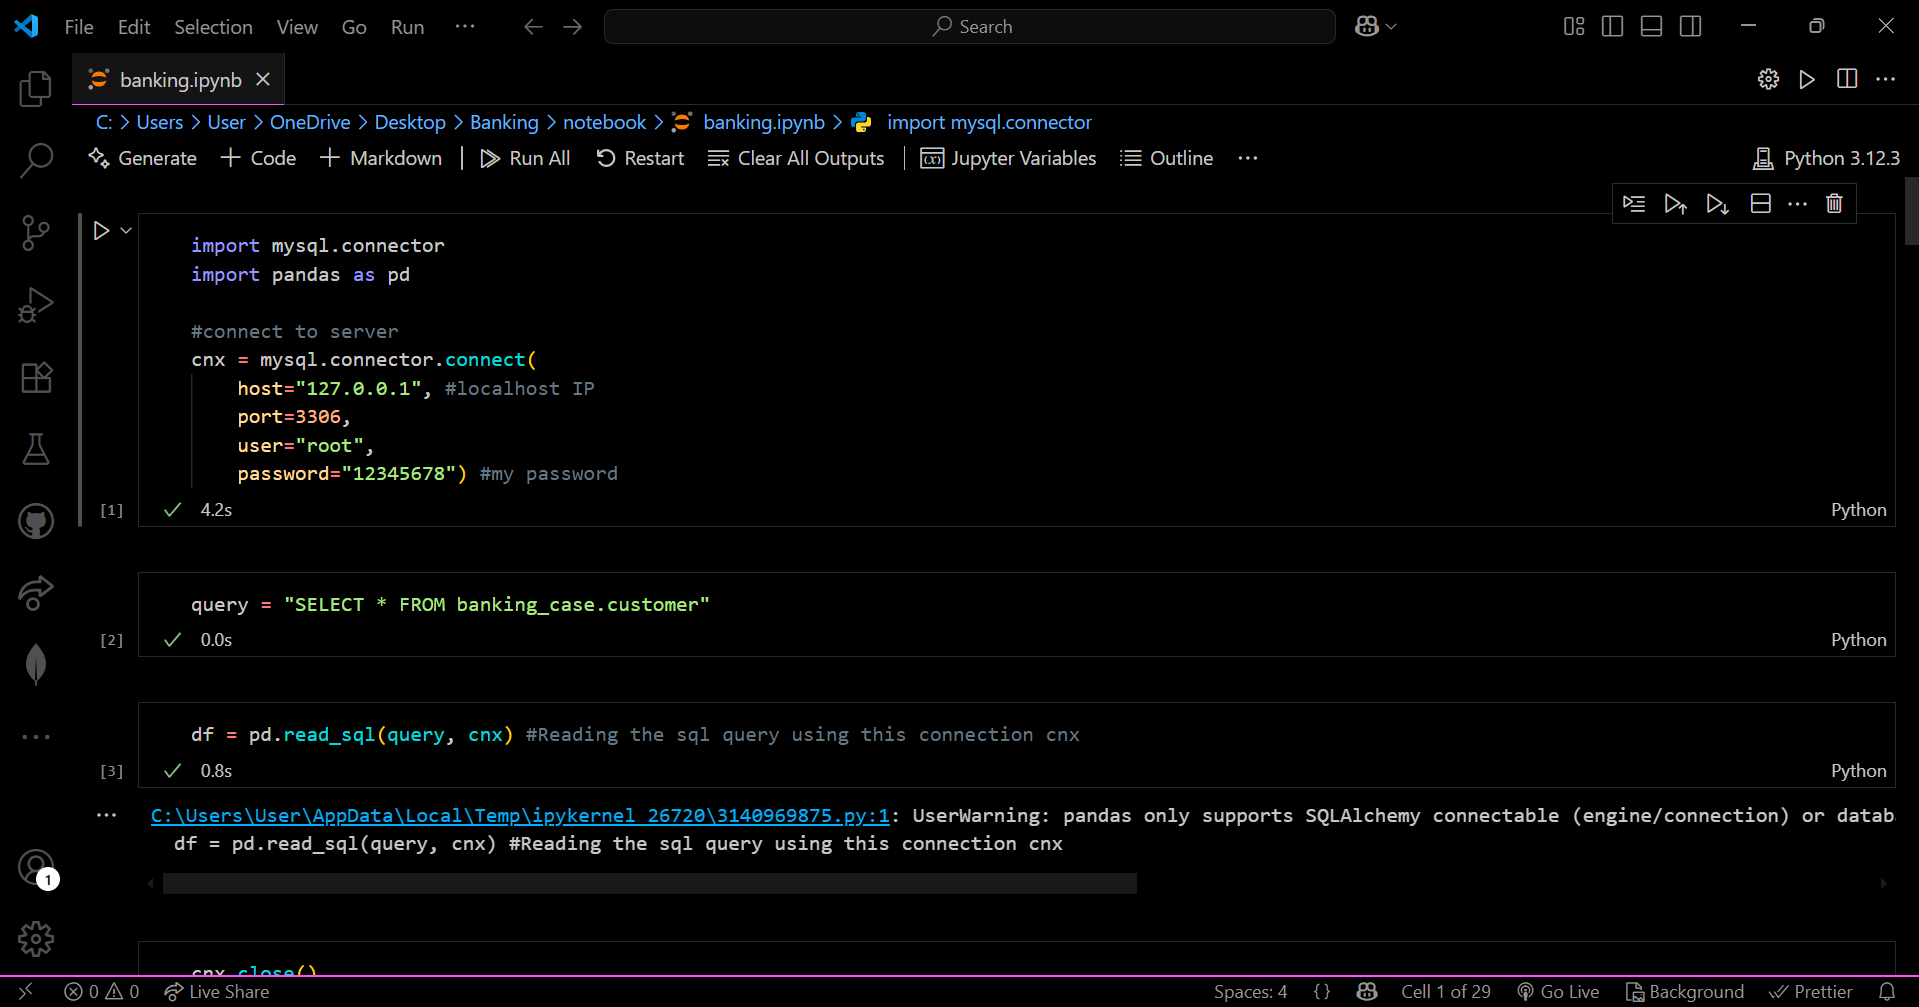 File Edit Selection View Go Run ··· Search
banking.ipynb
C: > Users > User > OneDrive > Desktop > Banking > notebook > banking.ipynb > import mysql.connector
Generate + Code + Markdown | Run All Restart Clear All Outputs | Jupyter Variables Outline ··· Python 3.12.3
import mysql.connector
import pandas as pd
#connect to server
cnx = mysql.connector.connect(
host="127.0.0.1", #localhost IP
port=3306,
user="root",
password="12345678") #my password
[1] 4.2s Python
query = "SELECT * FROM banking_case.customer"
[2] 0.0s Python
df = pd.read_sql(query, cnx) #Reading the sql query using this connection cnx
[3] 0.8s Python
C:\Users\User\AppData\Local\Temp\ipykernel_26720\3140969875.py:1: UserWarning: pandas only supports SQLAlchemy connectable (engine/connection) or datab
df = pd.read_sql(query, cnx) #Reading the sql query using this connection cnx
1
cnx.close()
0 0 Live Share Spaces: 4 {} Cell 1 of 29 Go Live Background Prettier